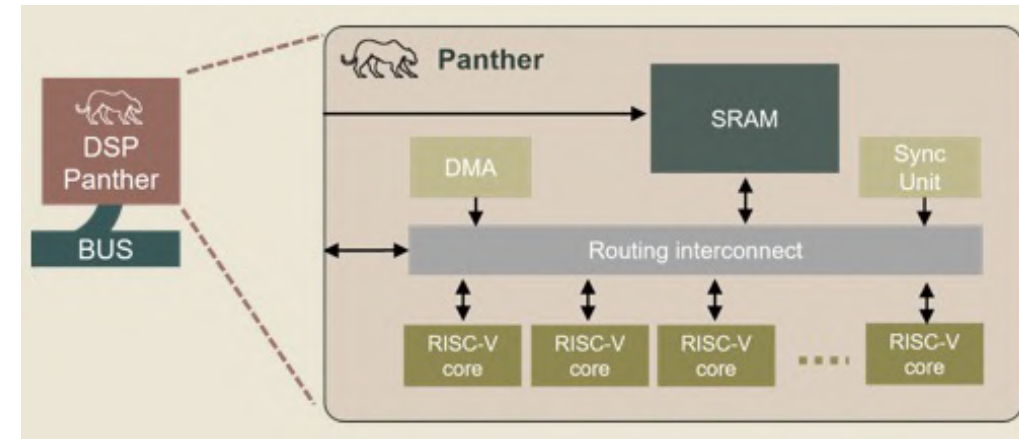 DSP
Panther
BUS
Panther
SRAM
DMA
Sync
Unit
Routing interconnect
RISC-V
core
RISC-V
core
RISC-V
core
RISC-V
core